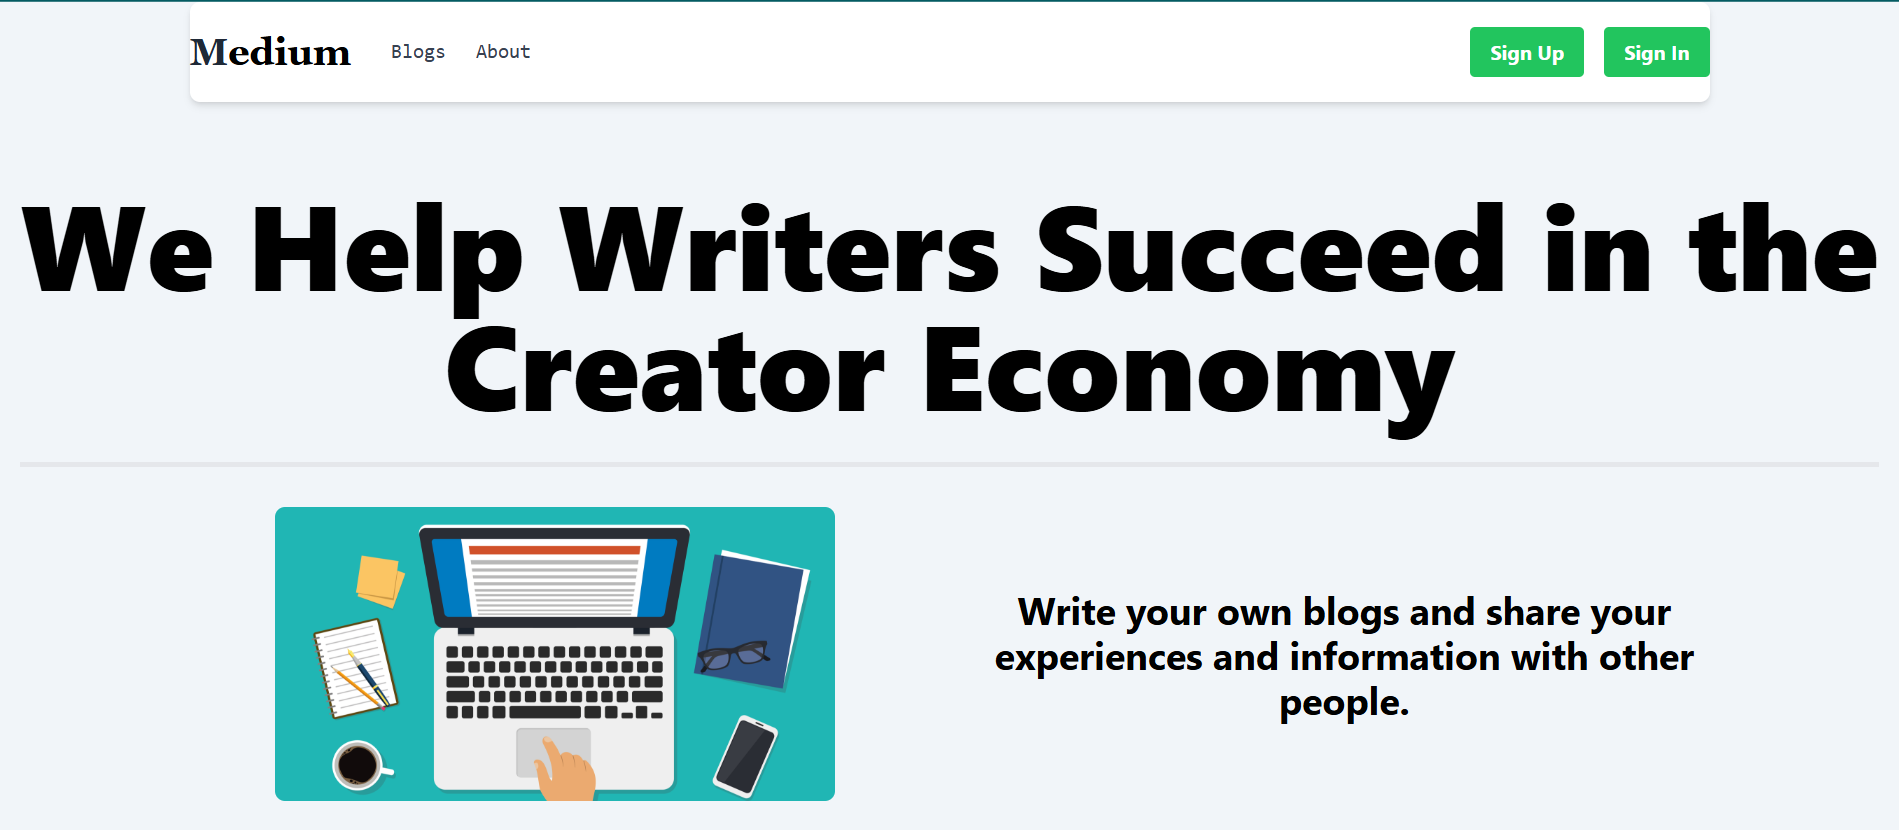 Medium
Blogs
About
Sign Up
Sign In
We Help Writers Succeed in the
Creator Economy
Write your own blogs and share your
experiences and information with other
people.